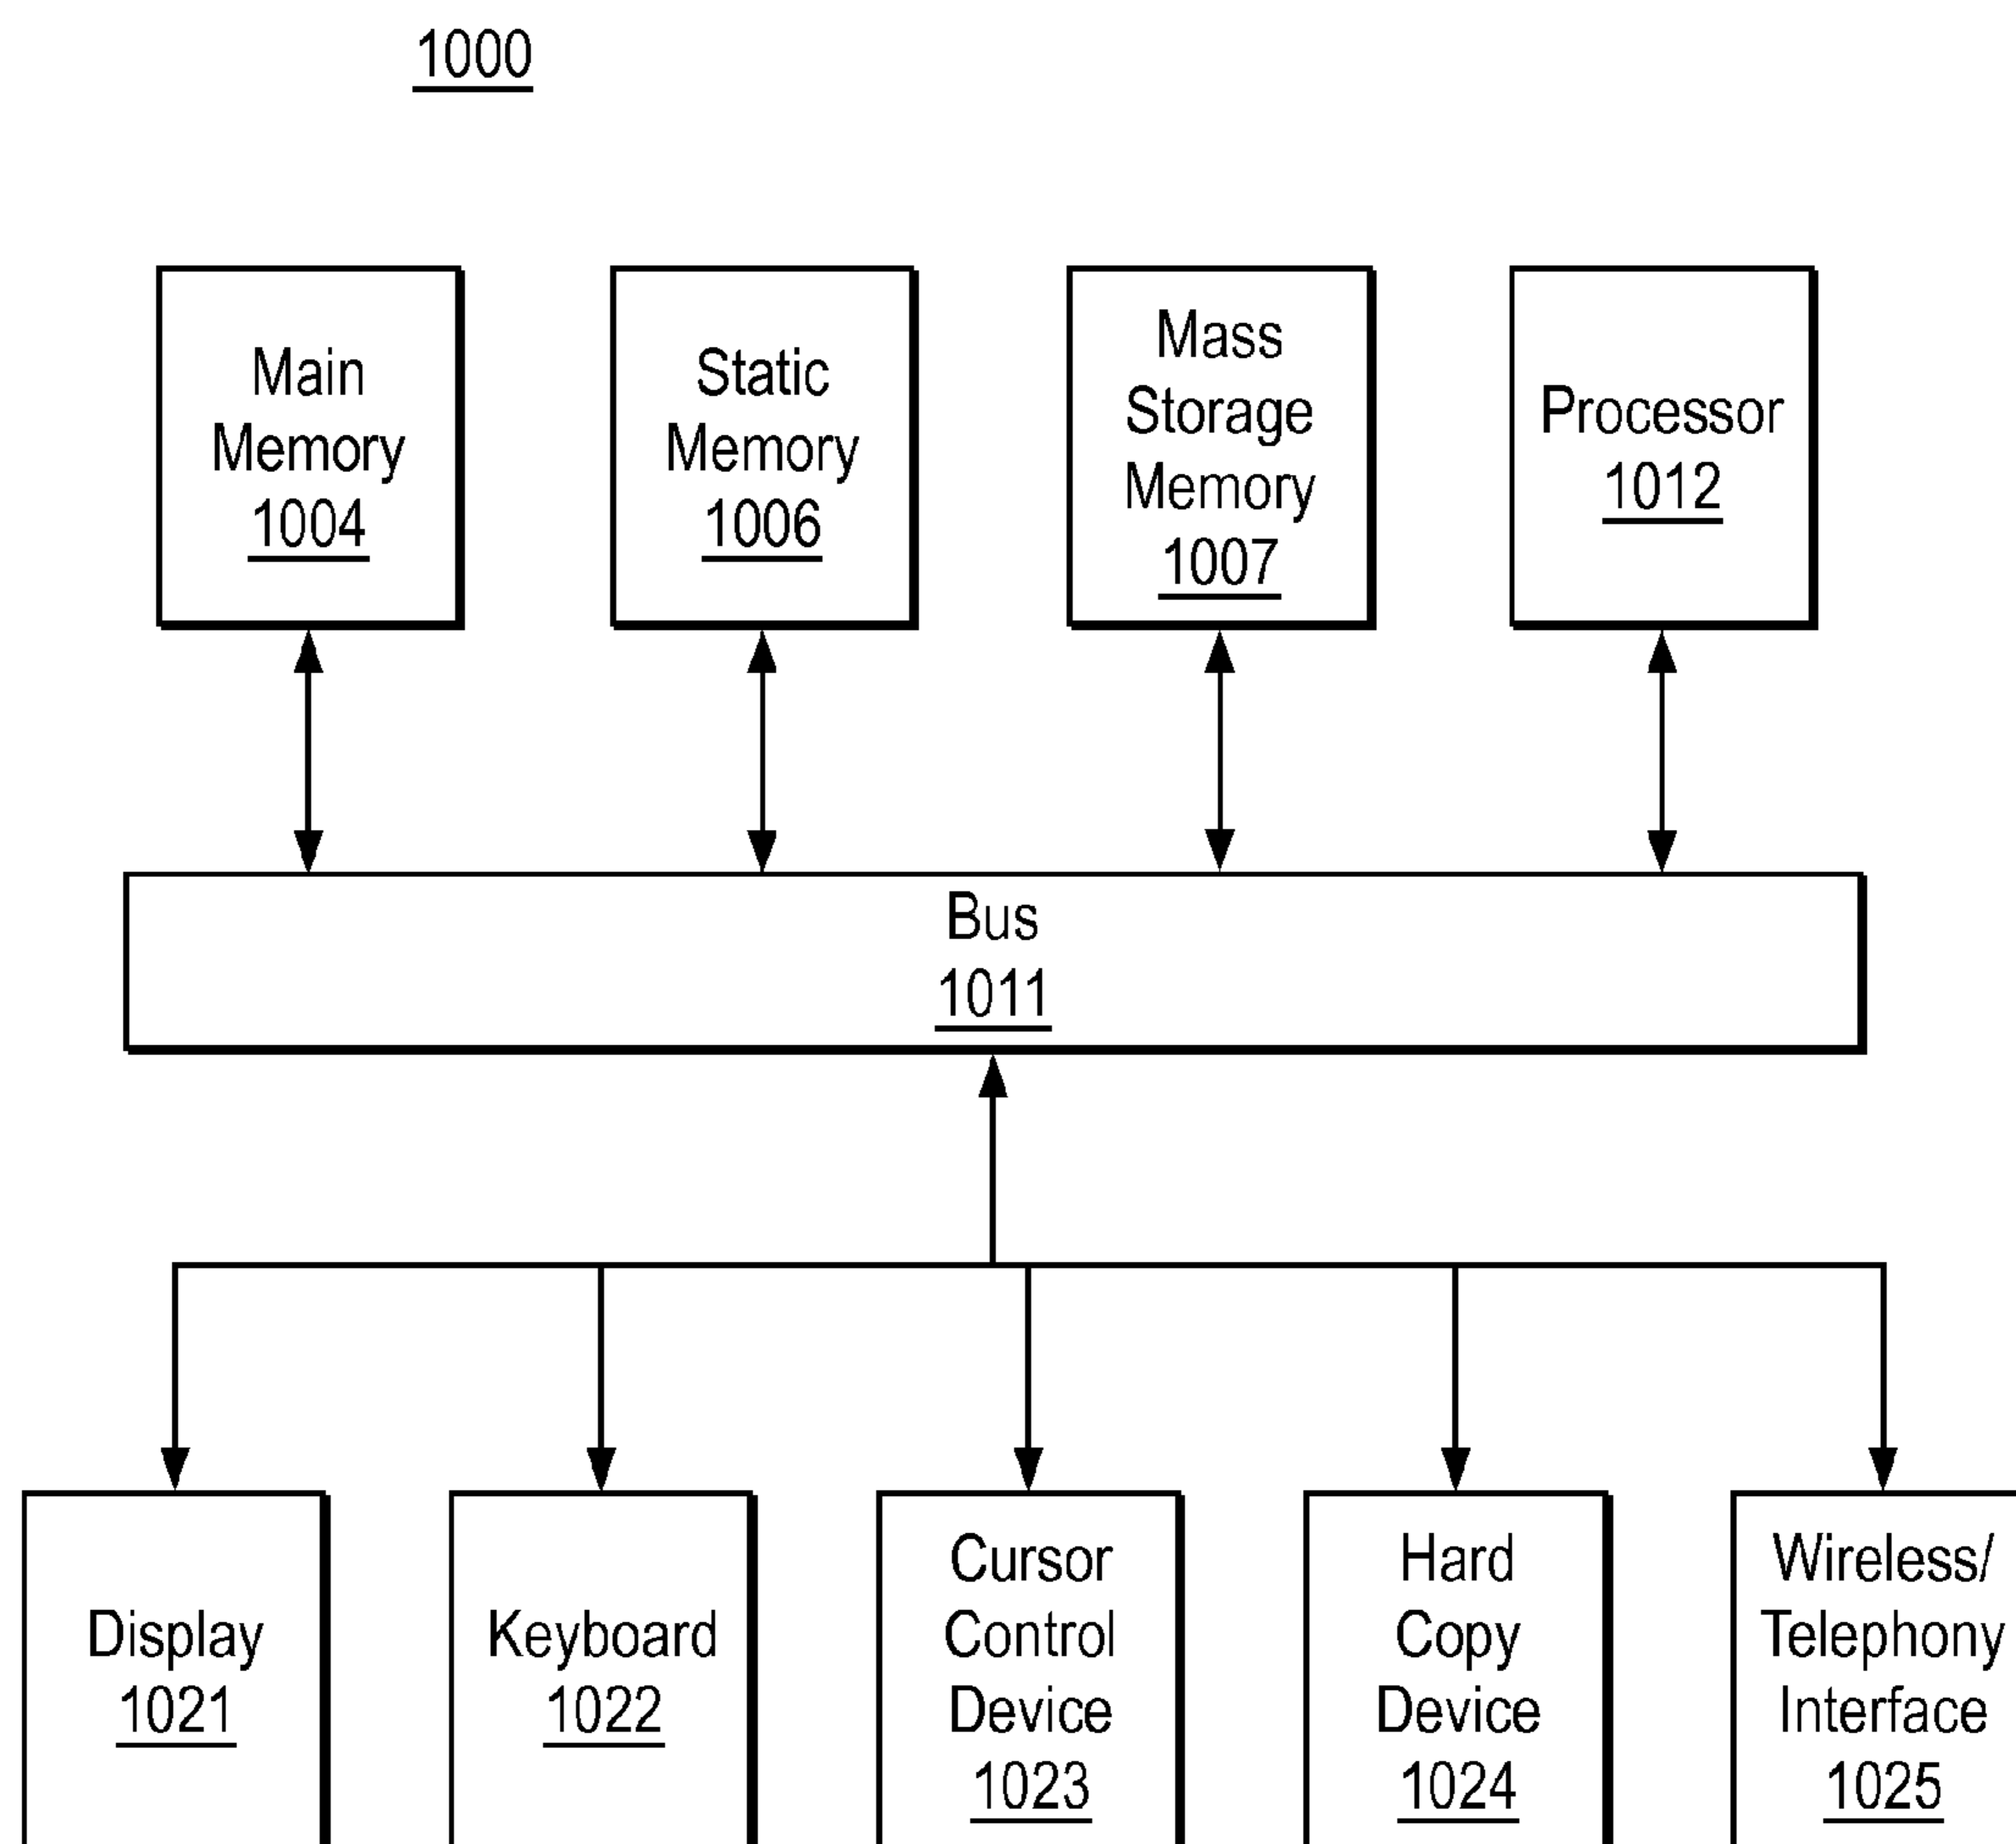 1000
Main
Memory
1004
Static
Memory
1006
Mass
Storage
Memory
1007
Processor
1012
Bus
1011
Display
1021
Keyboard
1022
Cursor
Control
Device
1023
Hard
Copy
Device
1024
Wireless/
Telephony
Interface
1025